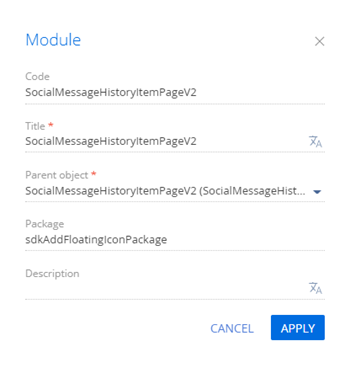 Module
Code
SocialMessageHistoryItemPageV2
Title *
SocialMessageHistoryItemPageV2
Parent object *
SocialMessageHistoryItemPageV2 (SocialMessageHist...
Package
sdkAddFloatingIconPackage
Description
CANCEL APPLY